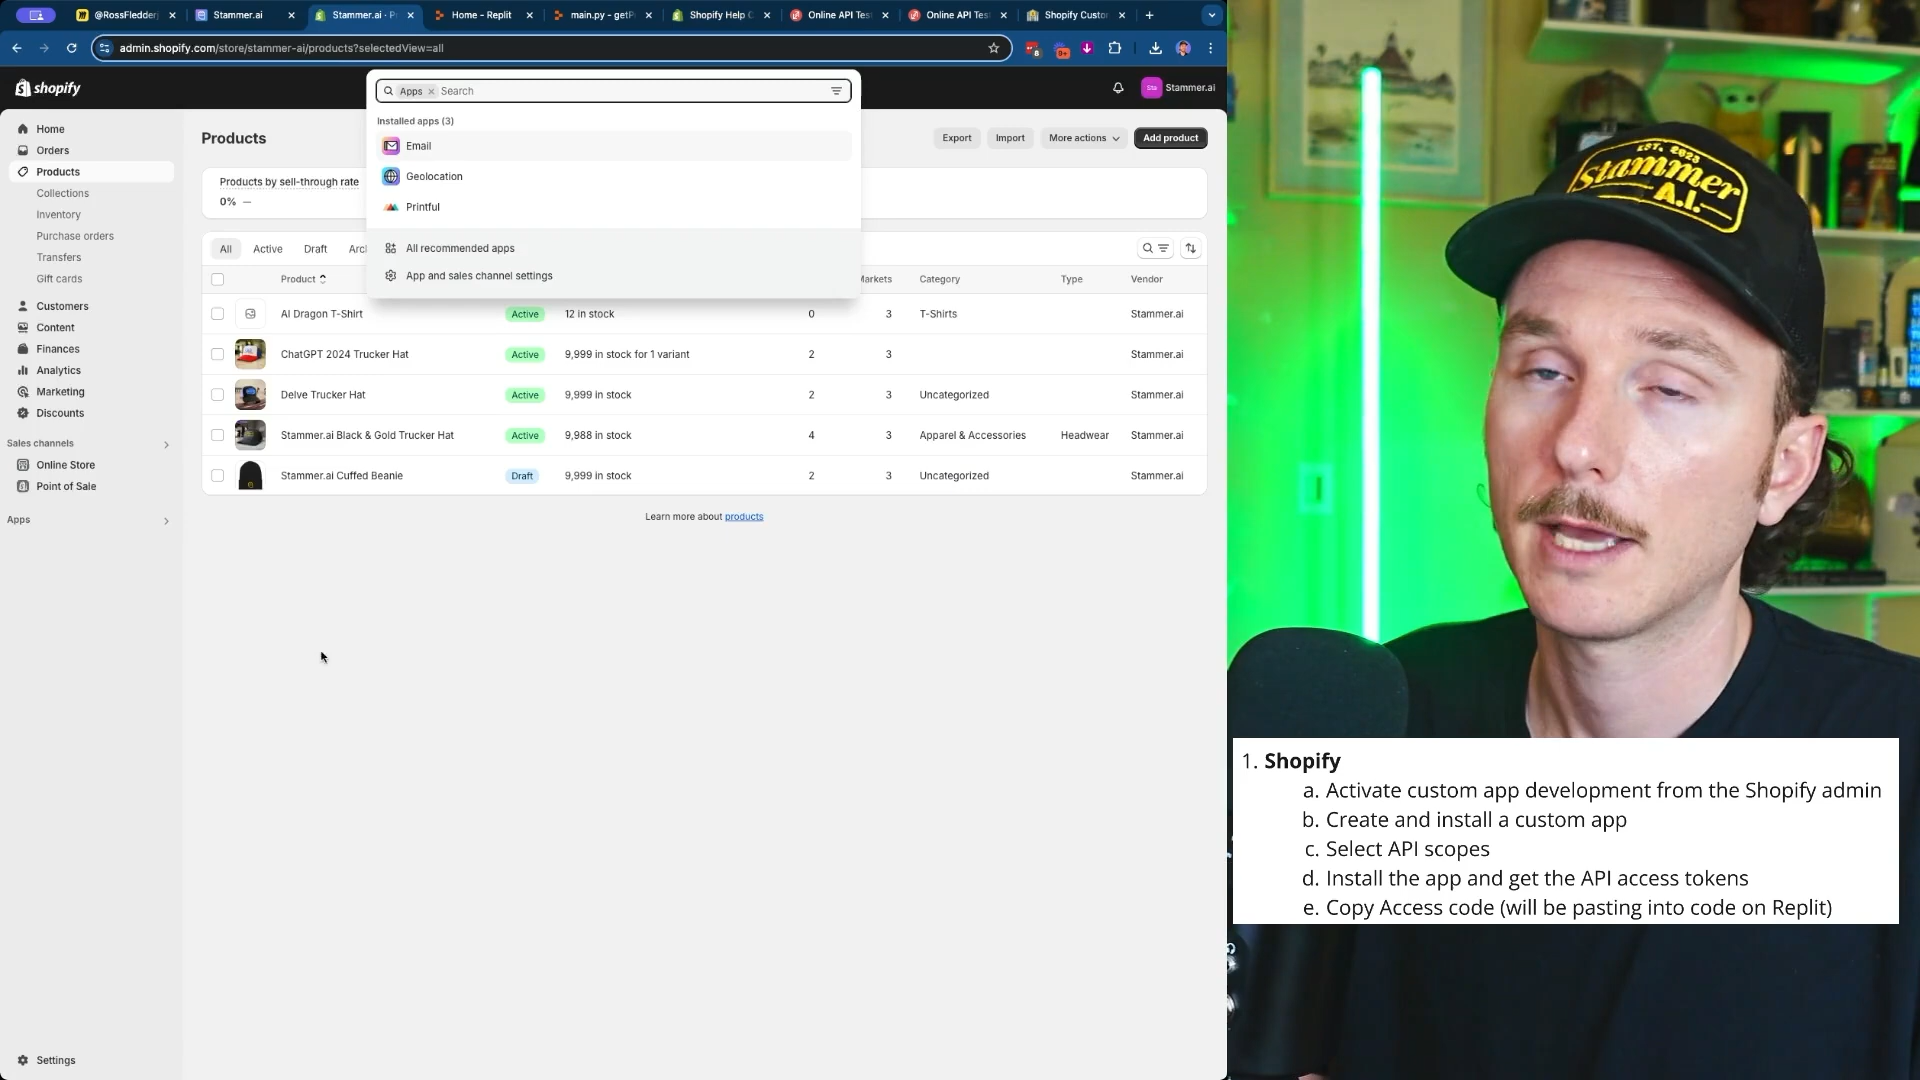 @RossFledderj
Stammer.ai
Stammer.ai · P
Home - Replit
main.py - getP
Shopify Help C
Online API Tes
Online API Tes
Shopify Custo
admin.shopify.com/store/stammer-ai/products?selectedView=all
8
9+
shopify
Apps
Search
Sta
Stammer.ai
Installed apps (3)
Email
Geolocation
Printful
All recommended apps
App and sales channel settings
Home
Orders
Products
Collections
Inventory
Purchase orders
Transfers
Gift cards
Customers
Content
Finances
Analytics
Marketing
Discounts
Sales channels
Online Store
Point of Sale
Apps
Settings
Products
Export
Import
More actions
Add product
Products by sell-through rate
0% —
All
Active
Draft
Arc
Product
Markets
Category
Type
Vendor
AI Dragon T-Shirt
Active
12 in stock
0
3
T-Shirts
Stammer.ai
ChatGPT 2024 Trucker Hat
Active
9,999 in stock for 1 variant
2
3
Stammer.ai
Delve Trucker Hat
Active
9,999 in stock
2
3
Uncategorized
Stammer.ai
Stammer.ai Black & Gold Trucker Hat
Active
9,988 in stock
4
3
Apparel & Accessories
Headwear
Stammer.ai
Stammer.ai Cuffed Beanie
Draft
9,999 in stock
2
3
Uncategorized
Stammer.ai
Learn more about products
EST. 2023
Stammer
A.I.
1. Shopify
a. Activate custom app development from the Shopify admin
b. Create and install a custom app
c. Select API scopes
d. Install the app and get the API access tokens
e. Copy Access code (will be pasting into code on Replit)